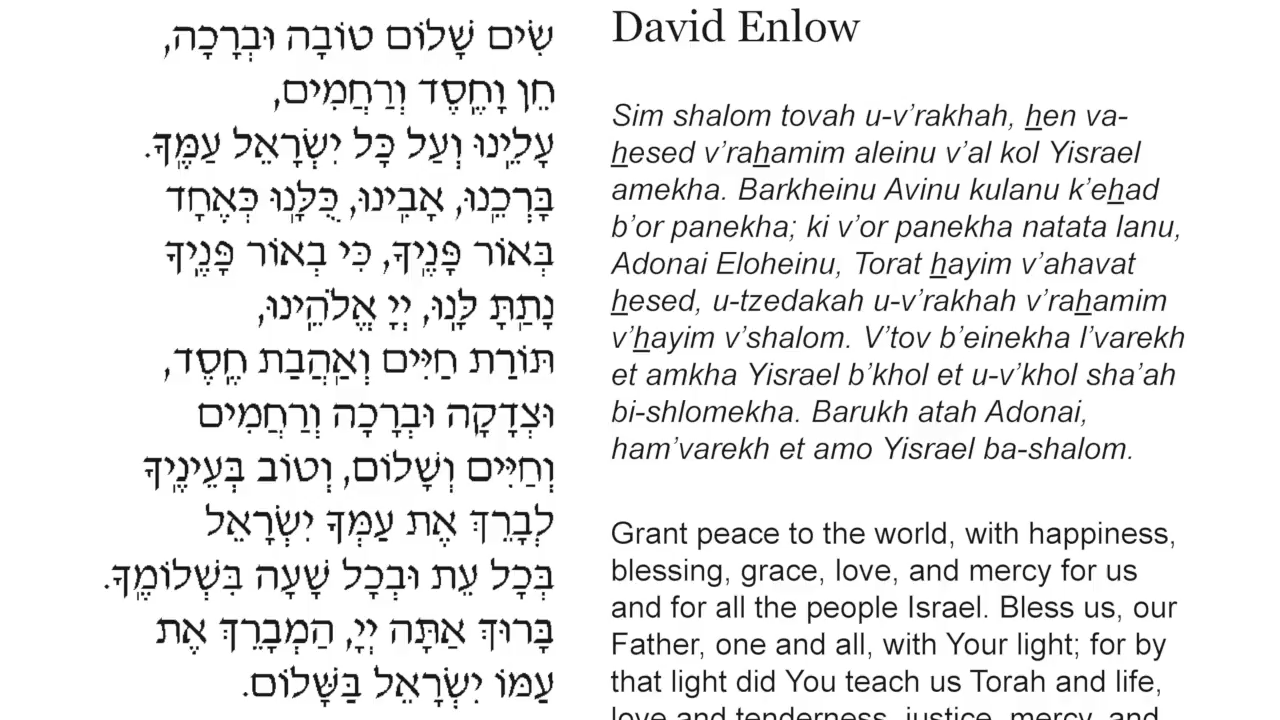 שִׂים שָׁלוֹם טוֹבָה וּבְרָכָה,
חֵן וָחֶסֶד וְרַחֲמִים,
עָלֵינוּ וְעַל כָּל יִשְׂרָאֵל עַמֶּךָ.
בָּרְכֵנוּ, אָבִינוּ, כֻּלָּנוּ כְּאֶחָד
בְּאוֹר פָּנֶיךָ, כִּי בְאוֹר פָּנֶיךָ
נָתַתָּ לָּנוּ, יְיָ אֱלֹהֵינוּ,
תּוֹרַת חַיִּים וְאַהֲבַת חֶסֶד,
וּצְדָקָה וּבְרָכָה וְרַחֲמִים
וְחַיִּים וְשָׁלוֹם, וְטוֹב בְּעֵינֶיךָ
לְבָרֵךְ אֶת עַמְּךָ יִשְׂרָאֵל
בְּכָל עֵת וּבְכָל שָׁעָה בִּשְׁלוֹמֶךָ.
בָּרוּךְ אַתָּה יְיָ, הַמְבָרֵךְ אֶת
עַמּוֹ יִשְׂרָאֵל בַּשָּׁלוֹם.
David Enlow
Sim shalom tovah u-v’rakhah, hen va-
hesed v’rahamim aleinu v’al kol Yisrael
amekha. Barkheinu Avinu kulanu k’ehad
b’or panekha; ki v’or panekha natata lanu,
Adonai Eloheinu, Torat hayim v’ahavat
hesed, u-tzedakah u-v’rakhah v’rahamim
v’hayim v’shalom. V’tov b’einekha l’varekh
et amkha Yisrael b’khol et u-v’khol sha’ah
bi-shlomekha. Barukh atah Adonai,
ham’varekh et amo Yisrael ba-shalom.
Grant peace to the world, with happiness,
blessing, grace, love, and mercy for us
and for all the people Israel. Bless us, our
Father, one and all, with Your light; for by
that light did You teach us Torah and life,
love and tenderness, justice, mercy, and